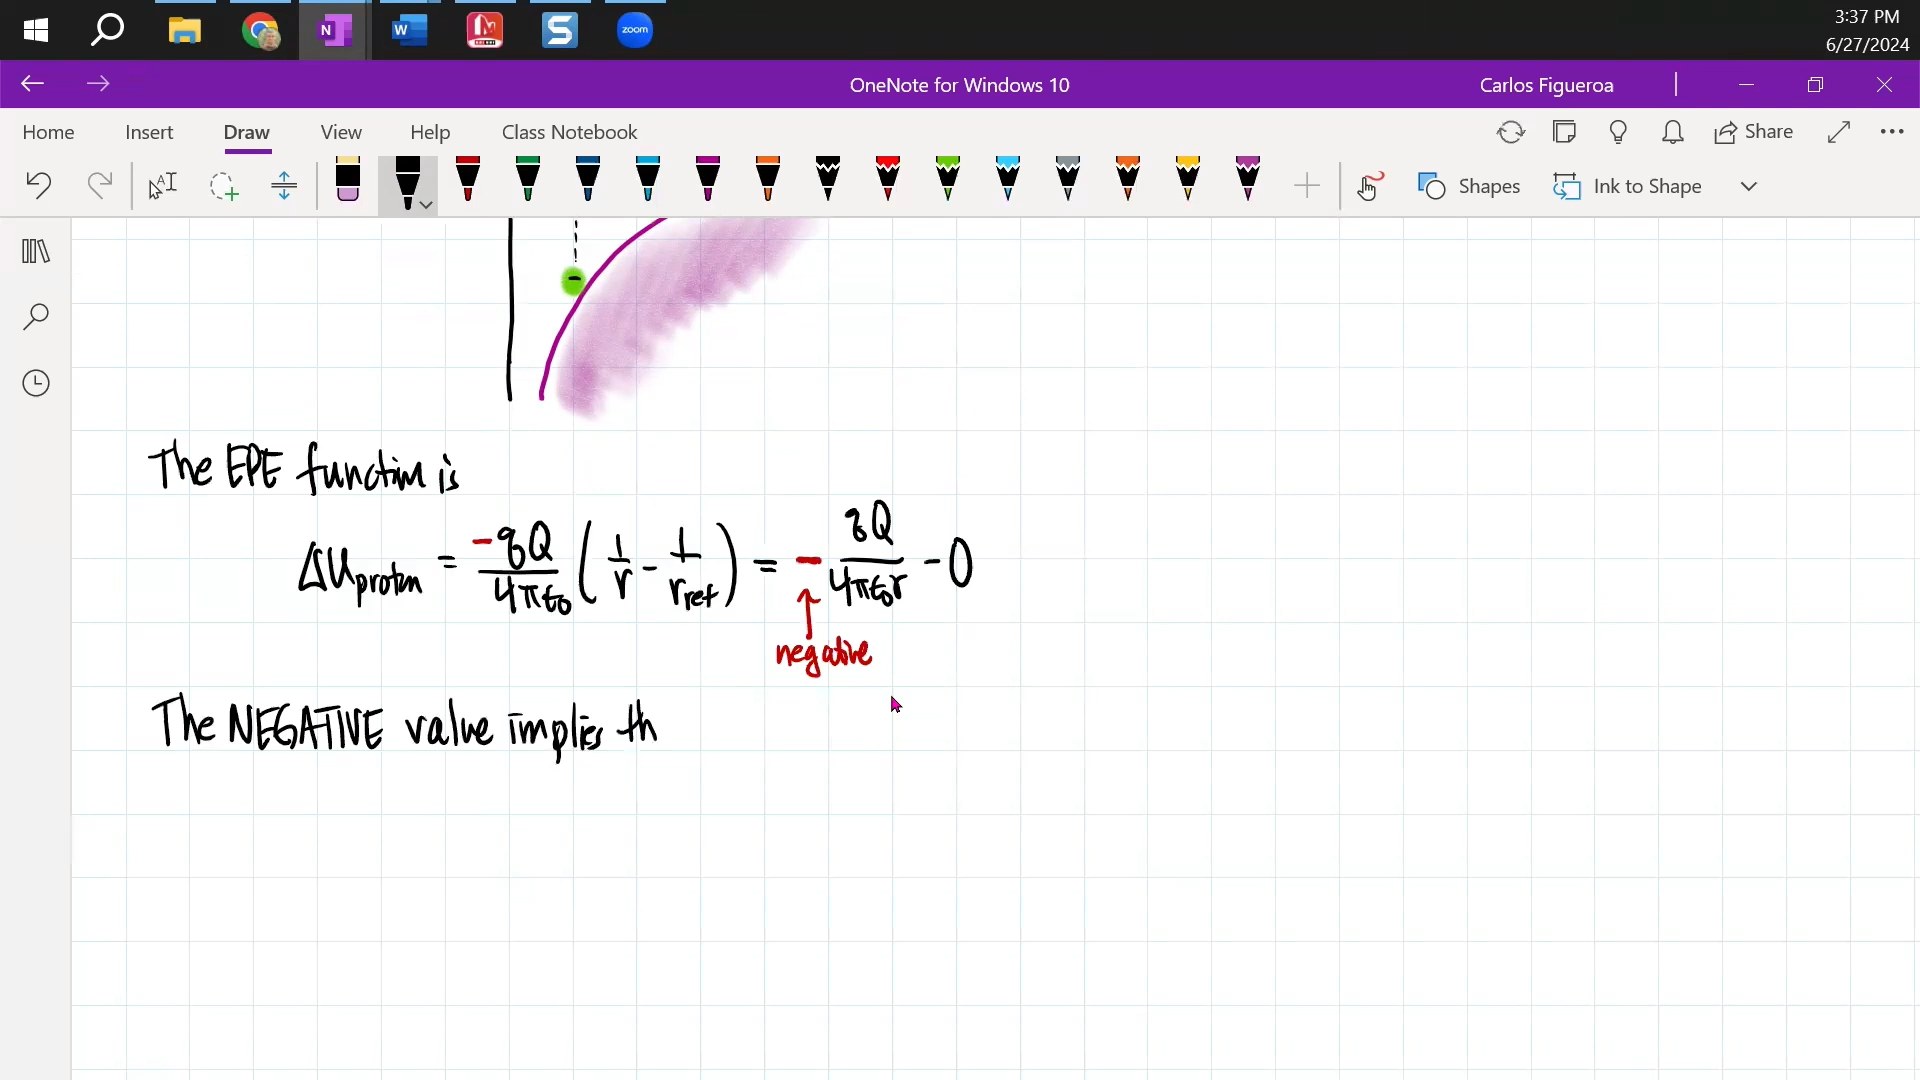 3:37 PM
6/27/2024
zoom
OneNote for Windows 10
Carlos Figueroa
Home Insert Draw View Help Class Notebook Share
Shapes Ink to Shape
-
The EPE function is
ΔU_proton = -qQ/4πε₀ (1/r - 1/r_ref) = - qQ/4πε₀r - 0
negative
The NEGATIVE value implies th